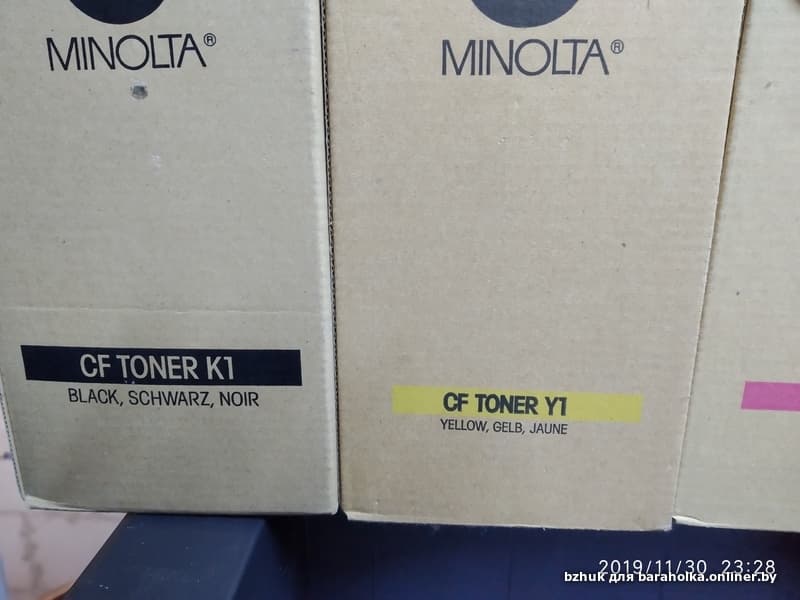 MINOLTA®
CF TONER K1
BLACK, SCHWARZ, NOIR
MINOLTA®
CF TONER Y1
YELLOW, GELB, JAUNE
2019/11/30 23:28
bzhuk для baraholka.onliner.by